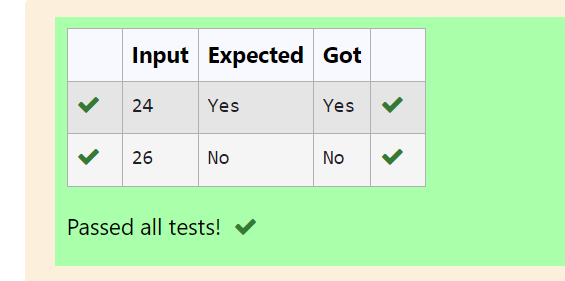 Input Expected Got
24 Yes Yes
26 No No
Passed all tests!